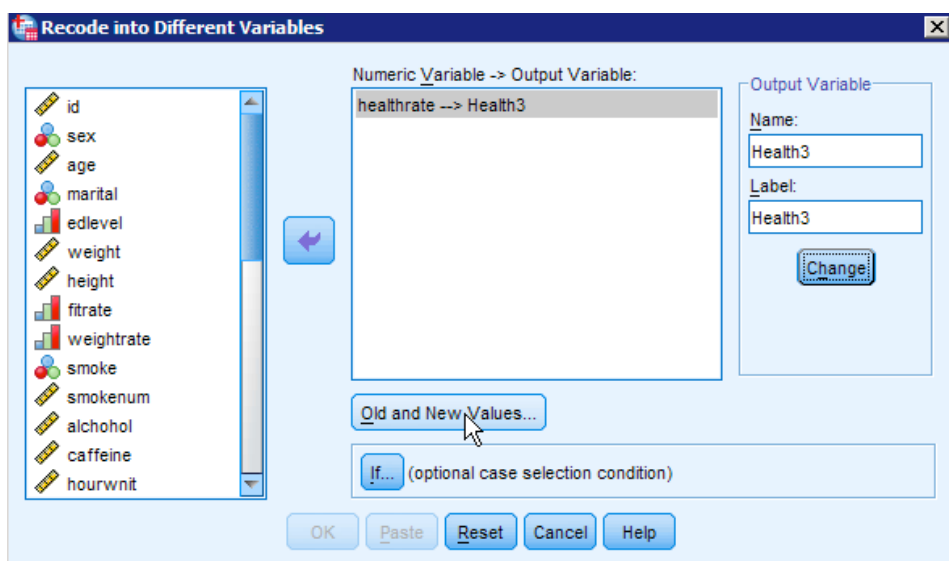 Recode into Different Variables
Numeric Variable -> Output Variable:
id
sex
age
marital
edlevel
weight
height
fitrate
weightrate
smoke
smokenum
alchohol
caffeine
hourwnit
healthrate --> Health3
Output Variable
Name:
Health3
Label:
Health3
Change
Old and New Values...
If... (optional case selection condition)
OK Paste Reset Cancel Help